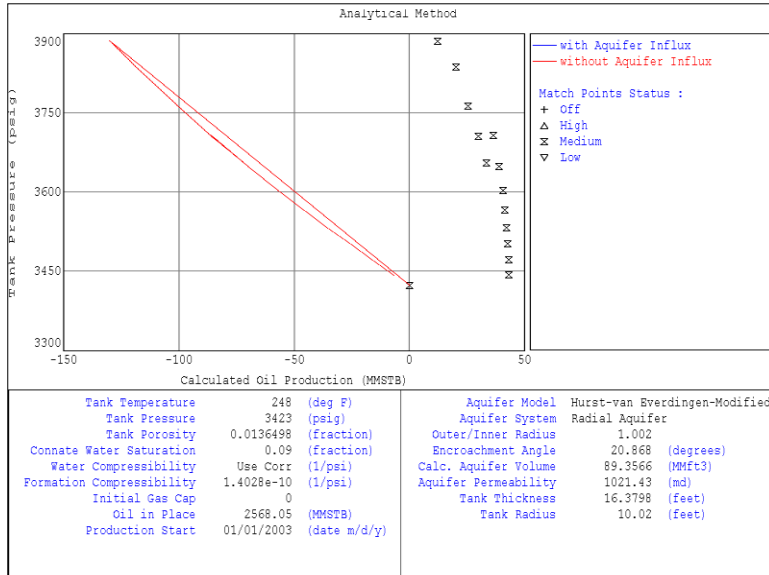 Analytical Method
3900
3750
3600
3450
3300
Tank Pressure (psig)
-150 -100 -50 0 50
Calculated Oil Production (MMSTB)
with Aquifer Influx
without Aquifer Influx
Match Points Status :
Off
High
Medium
Low
Tank Temperature 248 (deg F)
Tank Pressure 3423 (psig)
Tank Porosity 0.0136498 (fraction)
Connate Water Saturation 0.09 (fraction)
Water Compressibility Use Corr (1/psi)
Formation Compressibility 1.4028e-10 (1/psi)
Initial Gas Cap 0
Oil in Place 2568.05 (MMSTB)
Production Start 01/01/2003 (date m/d/y)
Aquifer Model Hurst-van Everdingen-Modified
Aquifer System Radial Aquifer
Outer/Inner Radius 1.002
Encroachment Angle 20.868 (degrees)
Calc. Aquifer Volume 89.3566 (MMft3)
Aquifer Permeability 1021.43 (md)
Tank Thickness 16.3798 (feet)
Tank Radius 10.02 (feet)